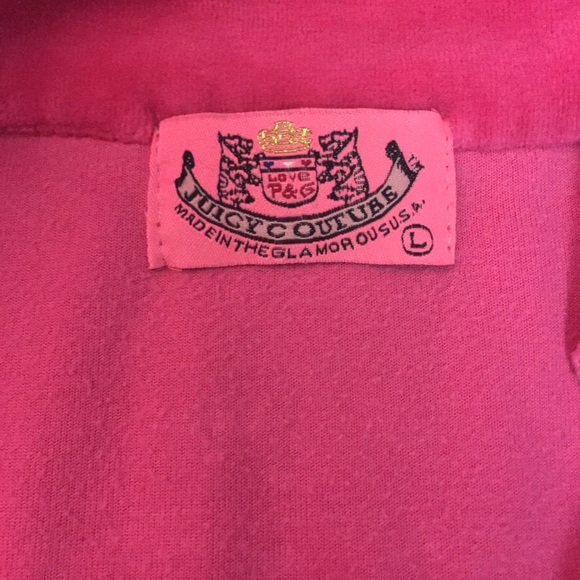 LOVE
P&G
JUICY COUTURE ™
MADE IN THE GLAMOROUS U.S.A.
L